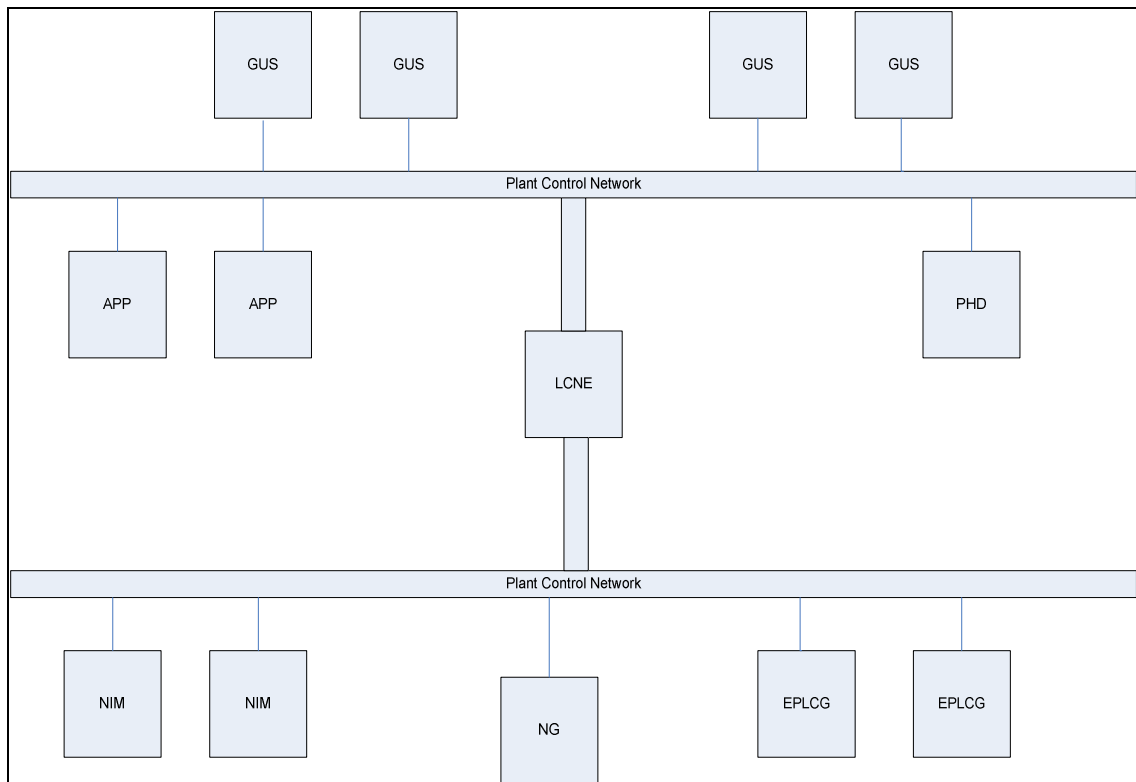 GUS
GUS
GUS
GUS
Plant Control Network
APP
APP
PHD
LCNE
Plant Control Network
NIM
NIM
NG
EPLCG
EPLCG